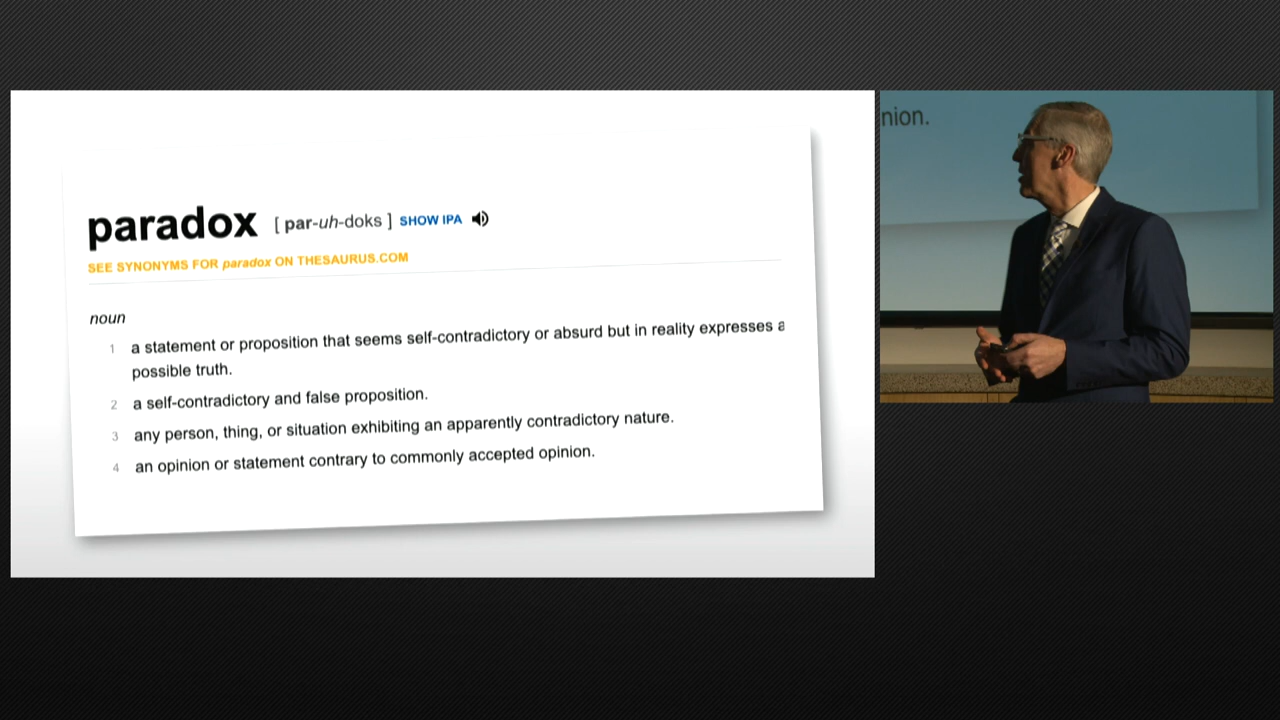 paradox [ par-uh-doks ] SHOW IPA
SEE SYNONYMS FOR paradox ON THESAURUS.COM
noun
1 a statement or proposition that seems self-contradictory or absurd but in reality expresses a
possible truth.
2 a self-contradictory and false proposition.
3 any person, thing, or situation exhibiting an apparently contradictory nature.
4 an opinion or statement contrary to commonly accepted opinion.
nion.